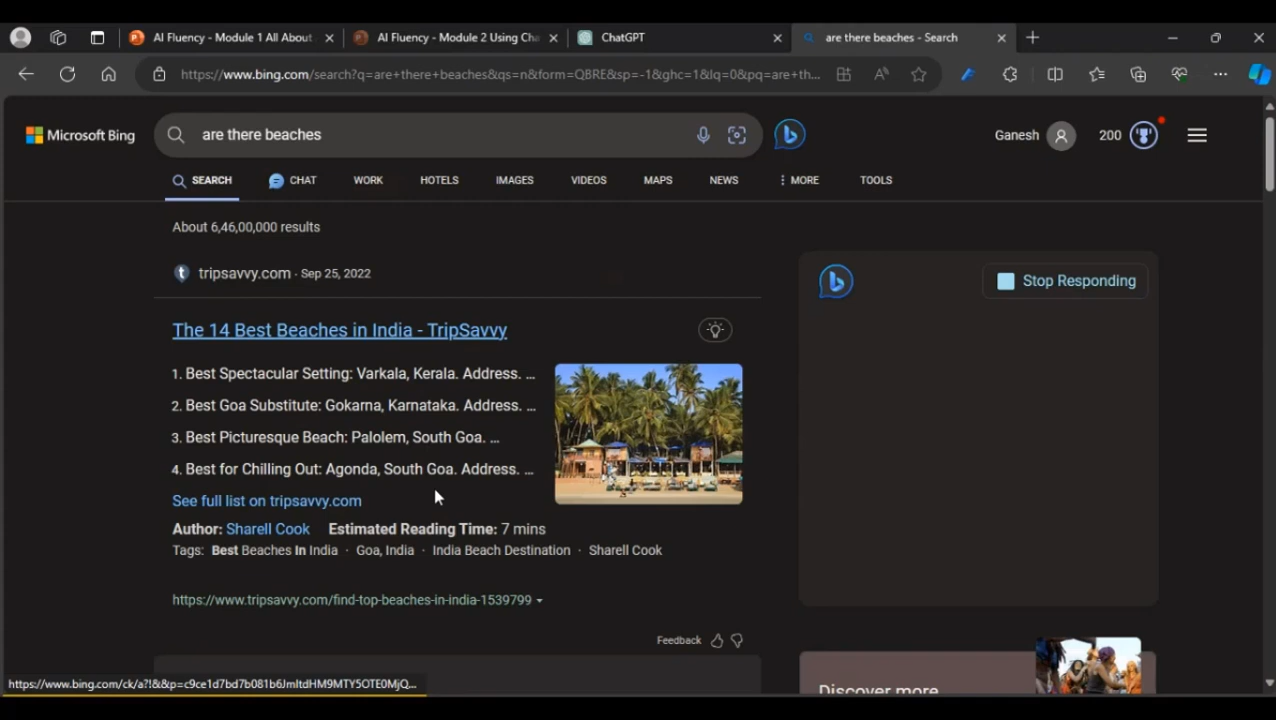 AI Fluency - Module 1 All About
AI Fluency - Module 2 Using Cha
ChatGPT
are there beaches - Search
https://www.bing.com/search?q=are+there+beaches&qs=n&form=QBRE&sp=-1&ghc=1&lq=0&pq=are+th...
Microsoft Bing
are there beaches
Ganesh
200
SEARCH
CHAT
WORK
HOTELS
IMAGES
VIDEOS
MAPS
NEWS
MORE
TOOLS
About 6,46,00,000 results
tripsavvy.com · Sep 25, 2022
Stop Responding
The 14 Best Beaches in India - TripSavvy
1. Best Spectacular Setting: Varkala, Kerala. Address. ...
2. Best Goa Substitute: Gokarna, Karnataka. Address. ...
3. Best Picturesque Beach: Palolem, South Goa. ...
4. Best for Chilling Out: Agonda, South Goa. Address. ...
See full list on tripsavvy.com
Author: Sharell Cook Estimated Reading Time: 7 mins
Tags: Best Beaches In India · Goa, India · India Beach Destination · Sharell Cook
https://www.tripsavvy.com/find-top-beaches-in-india-1539799
Feedback
Discover more